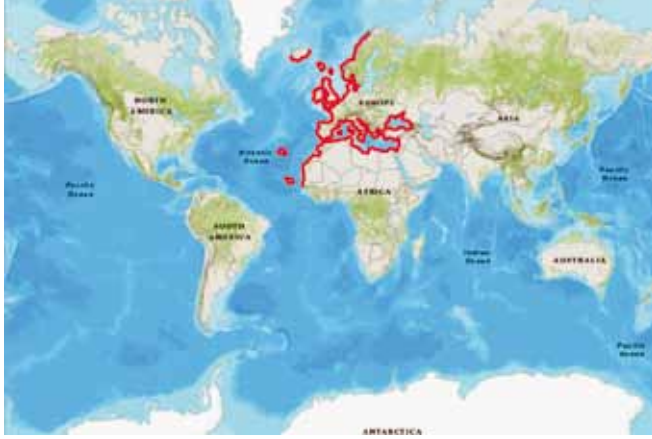 NORTH
AMERICA
EUROPE
ASIA
Atlantic
Ocean
Pacific
Ocean
Pacific
Ocean
AFRICA
SOUTH
AMERICA
Indian
Ocean
AUSTRALIA
Pacific
Ocean
ANTARCTICA